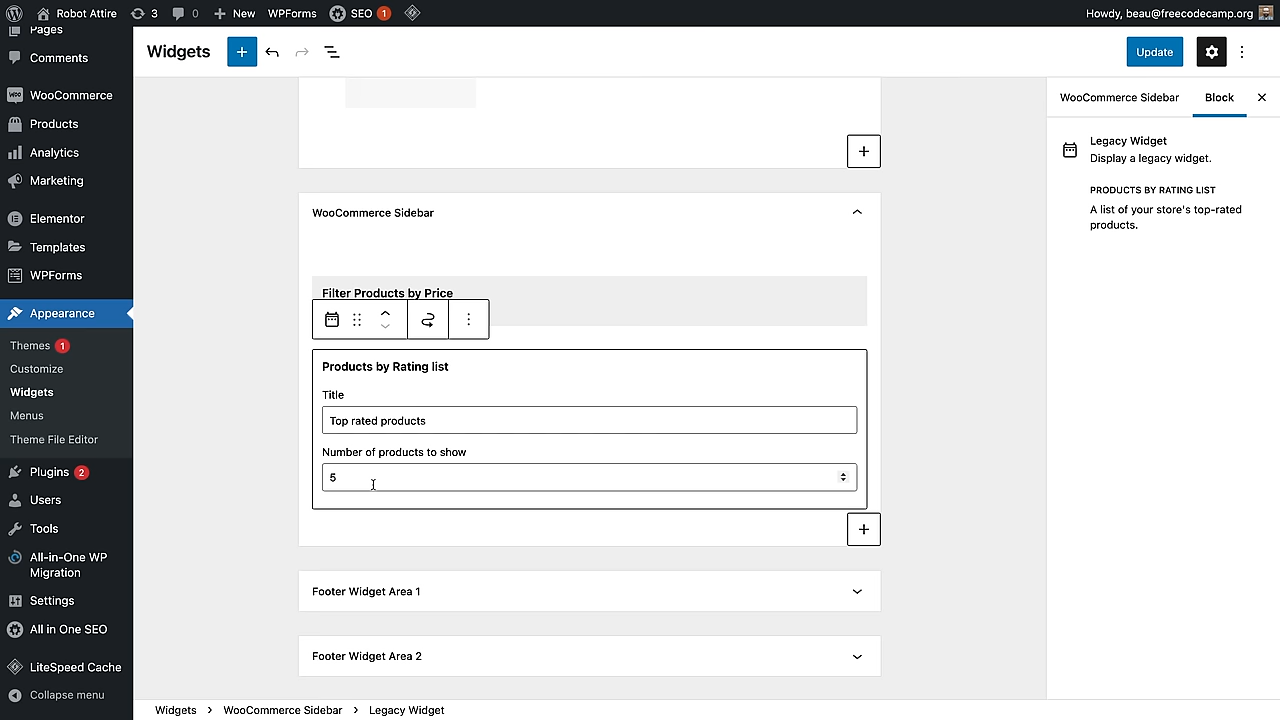 Robot Attire
3
0
New
WPForms
SEO
1
Howdy, beau@freecodecamp.org
Pages
Comments
WooCommerce
Products
Analytics
Marketing
Elementor
Templates
WPForms
Appearance
Themes 1
Customize
Widgets
Menus
Theme File Editor
Plugins 2
Users
Tools
All-in-One WP
Migration
Settings
All in One SEO
LiteSpeed Cache
Collapse menu
Widgets
Update
WooCommerce Sidebar
Filter Products by Price
Products by Rating list
Title
Top rated products
Number of products to show
5
Footer Widget Area 1
Footer Widget Area 2
WooCommerce Sidebar
Block
Legacy Widget
Display a legacy widget.
PRODUCTS BY RATING LIST
A list of your store's top-rated
products.
Widgets > WooCommerce Sidebar > Legacy Widget